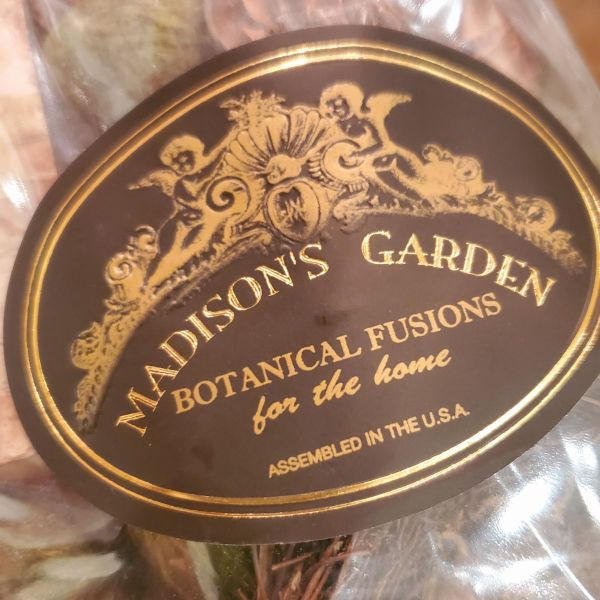 MADISON'S GARDEN
BOTANICAL FUSIONS
for the home
ASSEMBLED IN THE U.S.A.